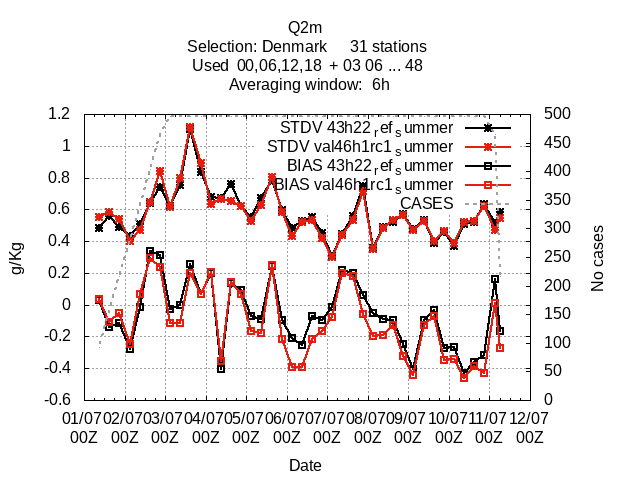 Q2m
Selection: Denmark 31 stations
Used 00,06,12,18 + 03 06 ... 48
Averaging window: 6h
1.2 500
STDV 43h22refsummer
450
1 STDV val46h1rc1summer
400
BIAS 43h22refsummer
0.8 350
BIAS val46h1rc1summer
0.6 CASES
300
0.4
250
0.2
g/Kg
No cases
200
0
150
-0.2
100
-0.4 50
-0.6 0
01/07 02/07 03/07 04/07 05/07 06/07 07/07 08/07 09/07 10/07 11/07 12/07
00Z 00Z 00Z 00Z 00Z 00Z 00Z 00Z 00Z 00Z 00Z 00Z
Date